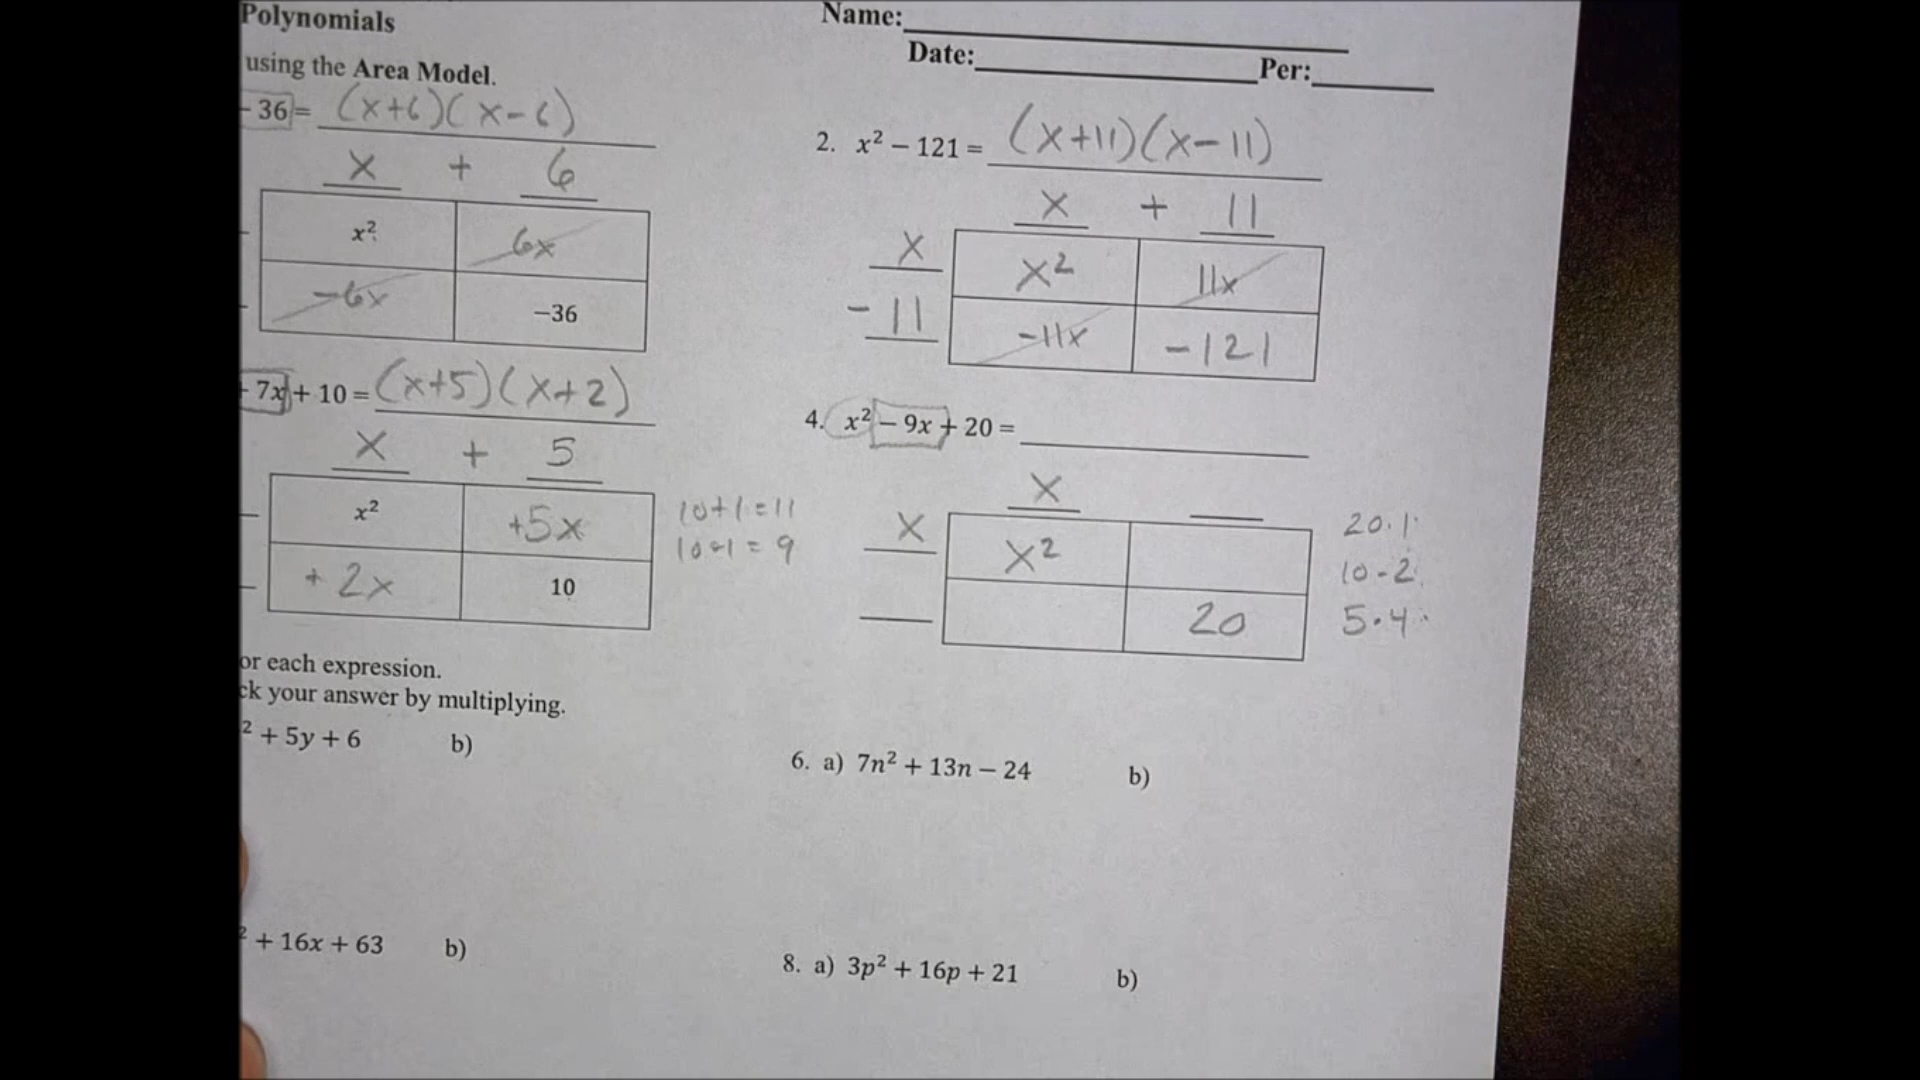 Polynomials
Name:
Date: Per:
using the Area Model.
- 36 = (x+6)(x-6)
x + 6
x² 6x
-6x -36
2. x² – 121 = (x+11)(x-11)
x + 11
x x² 11x
- 11 -11x -121
7x + 10 = (x+5)(x+2)
x + 5
x² +5x
+ 2x 10
10+1=11
10-1=9
4. x² – 9x + 20 =
x
x x²
20
20·1
10-2
5·4
or each expression.
ck your answer by multiplying.
² + 5y + 6 b)
6. a) 7n² + 13n – 24 b)
² + 16x + 63 b)
8. a) 3p² + 16p + 21 b)